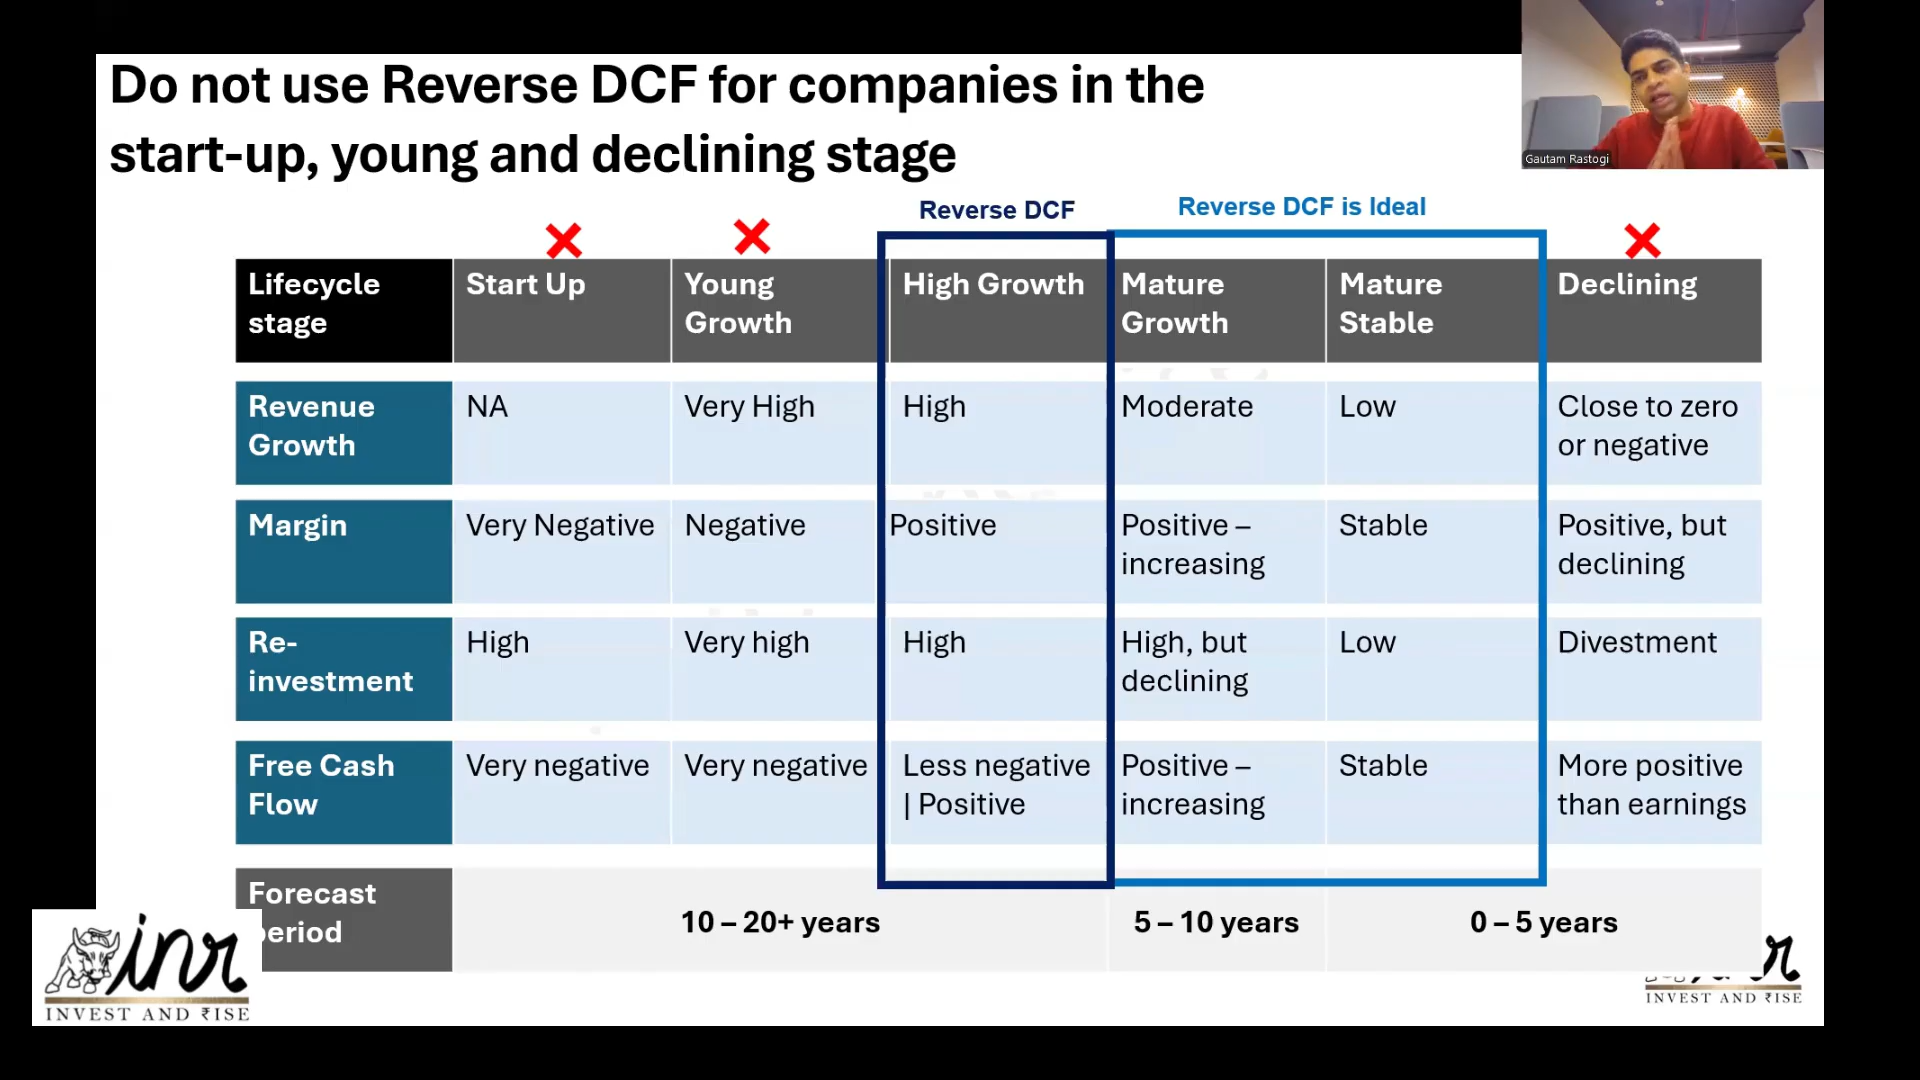 Do not use Reverse DCF for companies in the
start-up, young and declining stage
Gautam Rastogi
Reverse DCF
Reverse DCF is Ideal
Lifecycle
stage
Start Up
Young
Growth
High Growth
Mature
Growth
Mature
Stable
Declining
Revenue
Growth
NA
Very High
High
Moderate
Low
Close to zero
or negative
Margin
Very Negative
Negative
Positive
Positive –
increasing
Stable
Positive, but
declining
Re-
investment
High
Very high
High
High, but
declining
Low
Divestment
Free Cash
Flow
Very negative
Very negative
Less negative
| Positive
Positive –
increasing
Stable
More positive
than earnings
Forecast
period
10 – 20+ years
5 – 10 years
0 – 5 years
inr
INVEST AND ₹ISE
INVEST AND ₹ISE